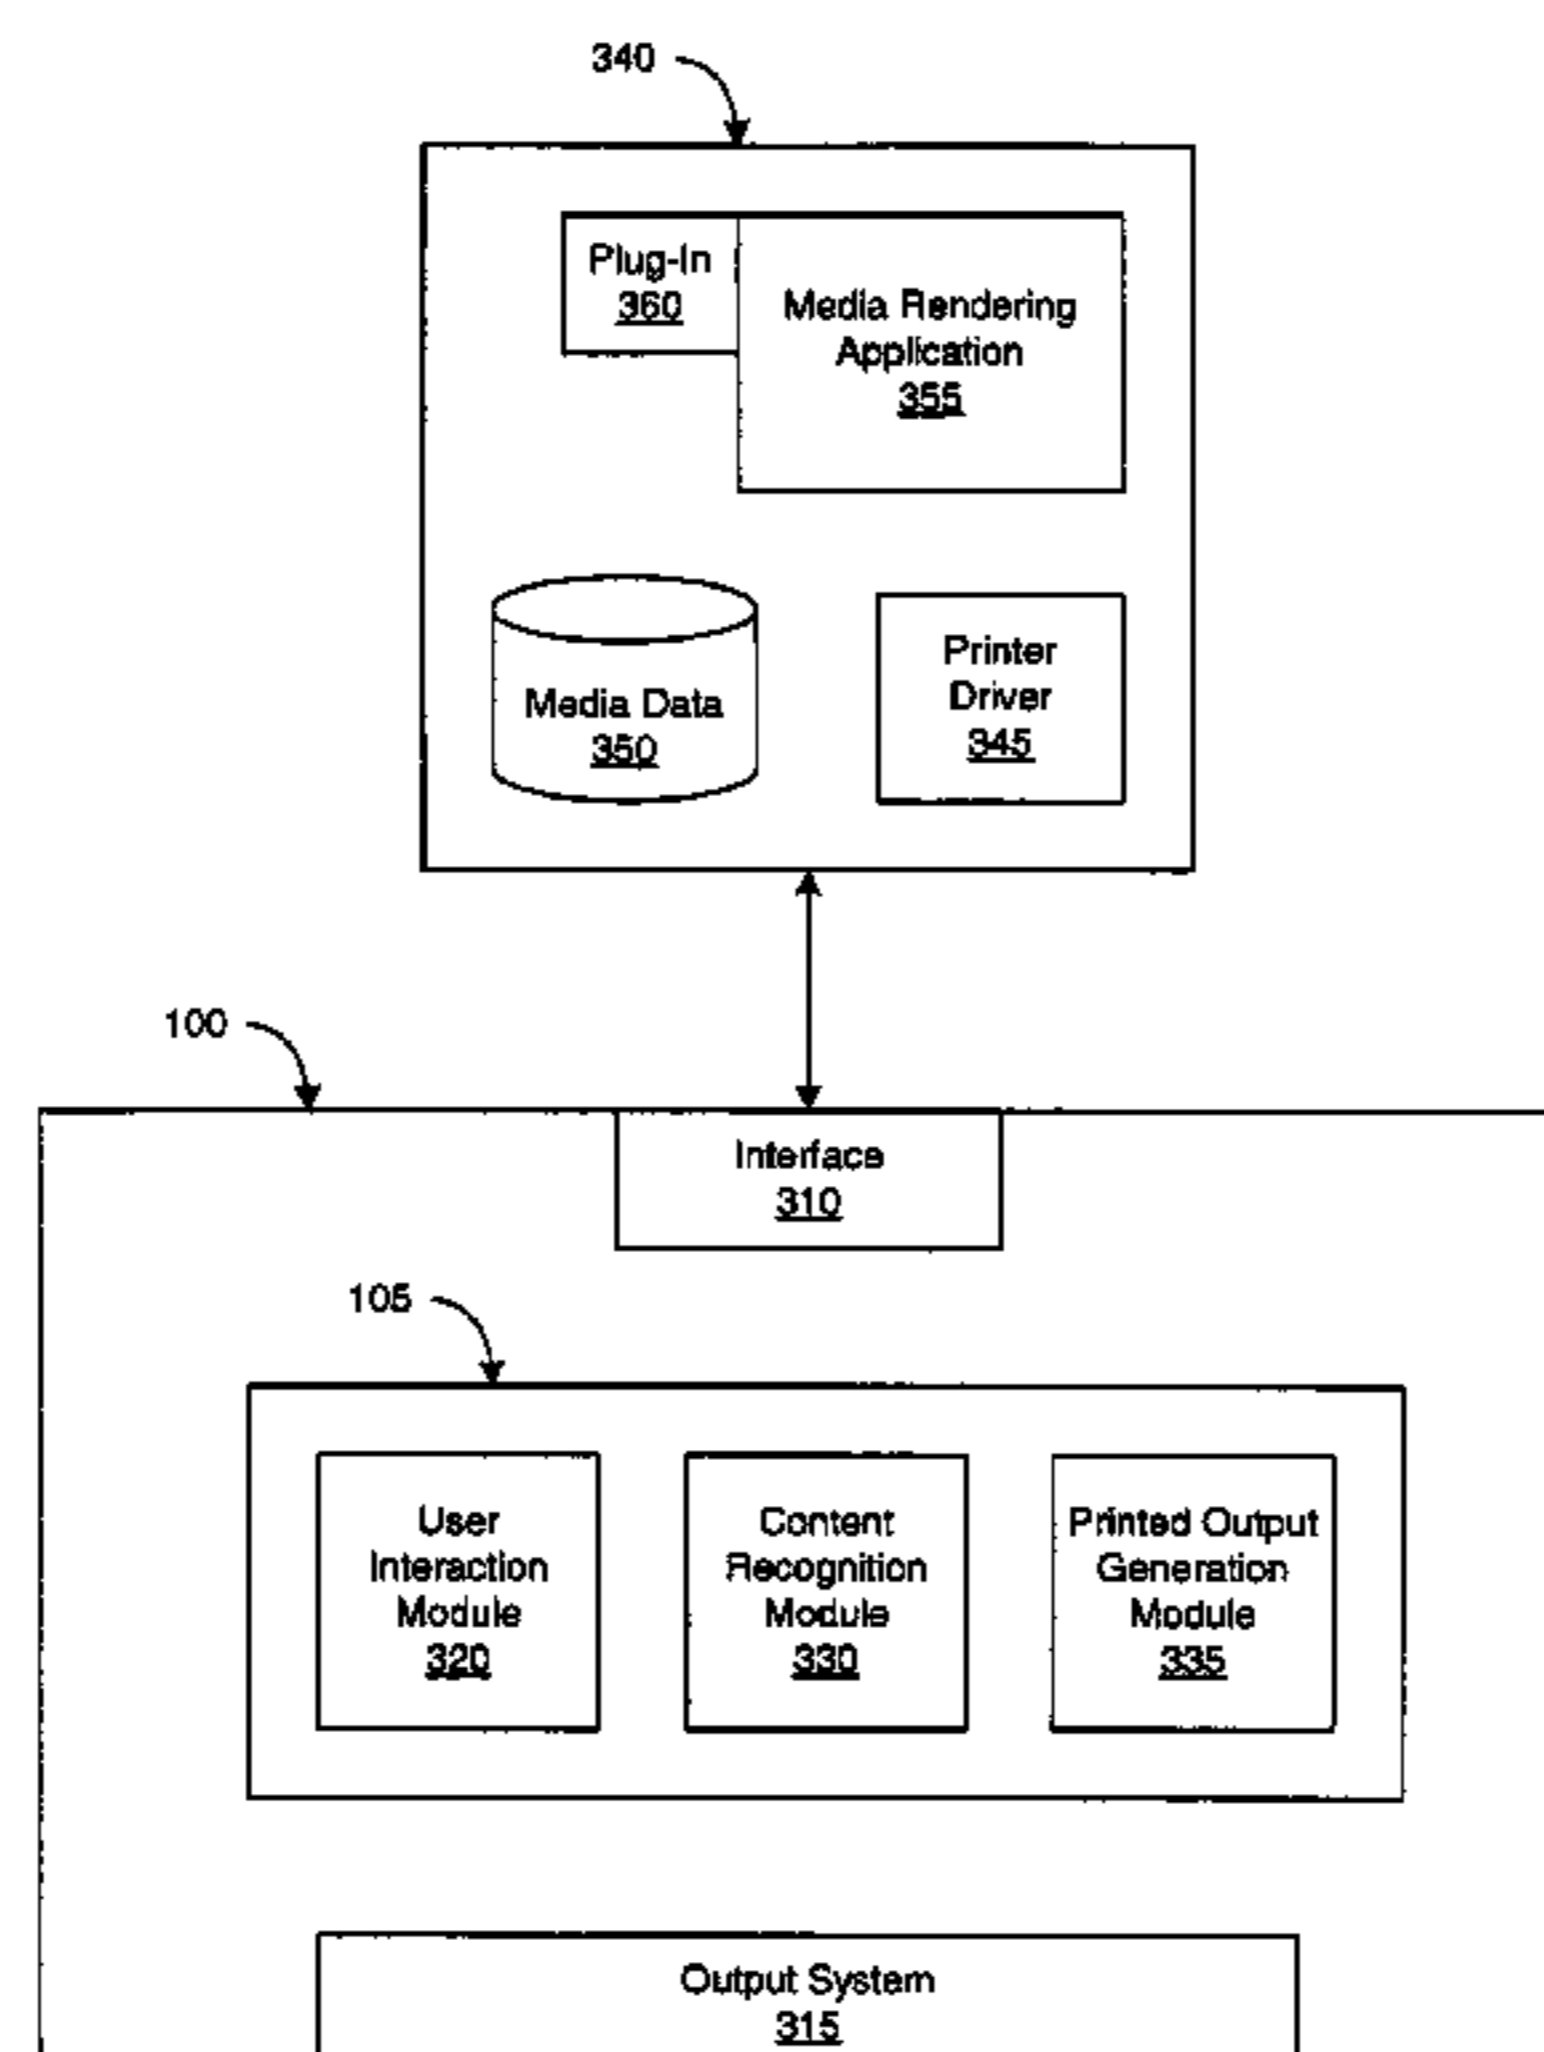 340
Plug-In
360
Media Rendering
Application
355
Media Data
350
Printer
Driver
345
100
Interface
310
105
User
Interaction
Module
320
Content
Recognition
Module
330
Printed Output
Generation
Module
335
Output System
315